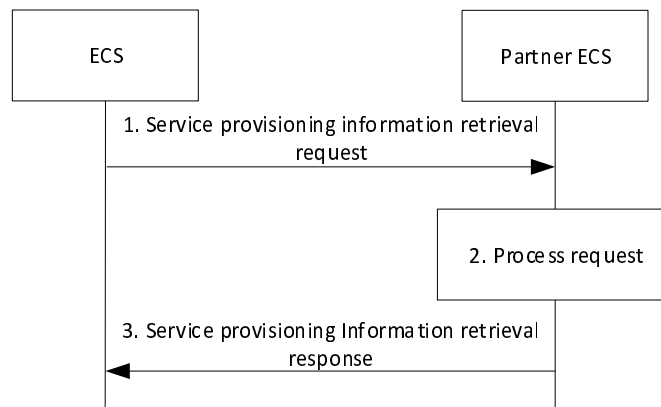 ECS
Partner ECS
1. Service provisioning information retrieval
request
2. Process request
3. Service provisioning Information retrieval
response